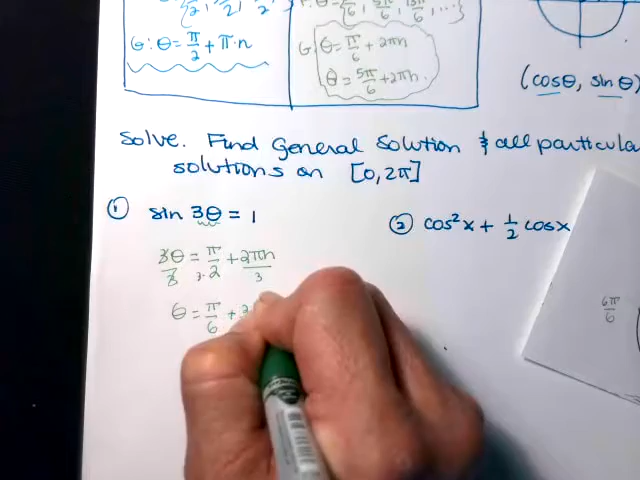 G: θ = π/2 + π·n
G: θ = π/6 + 2πn
θ = 5π/6 + 2πn
(cosθ, sinθ)
Solve. Find General Solution & all particula
solutions on [0, 2π]
① sin 3θ = 1
② cos²x + 1/2 cosx
3θ/3 = π/3·2 + 2πn/3
θ = π/6 +
6π/6